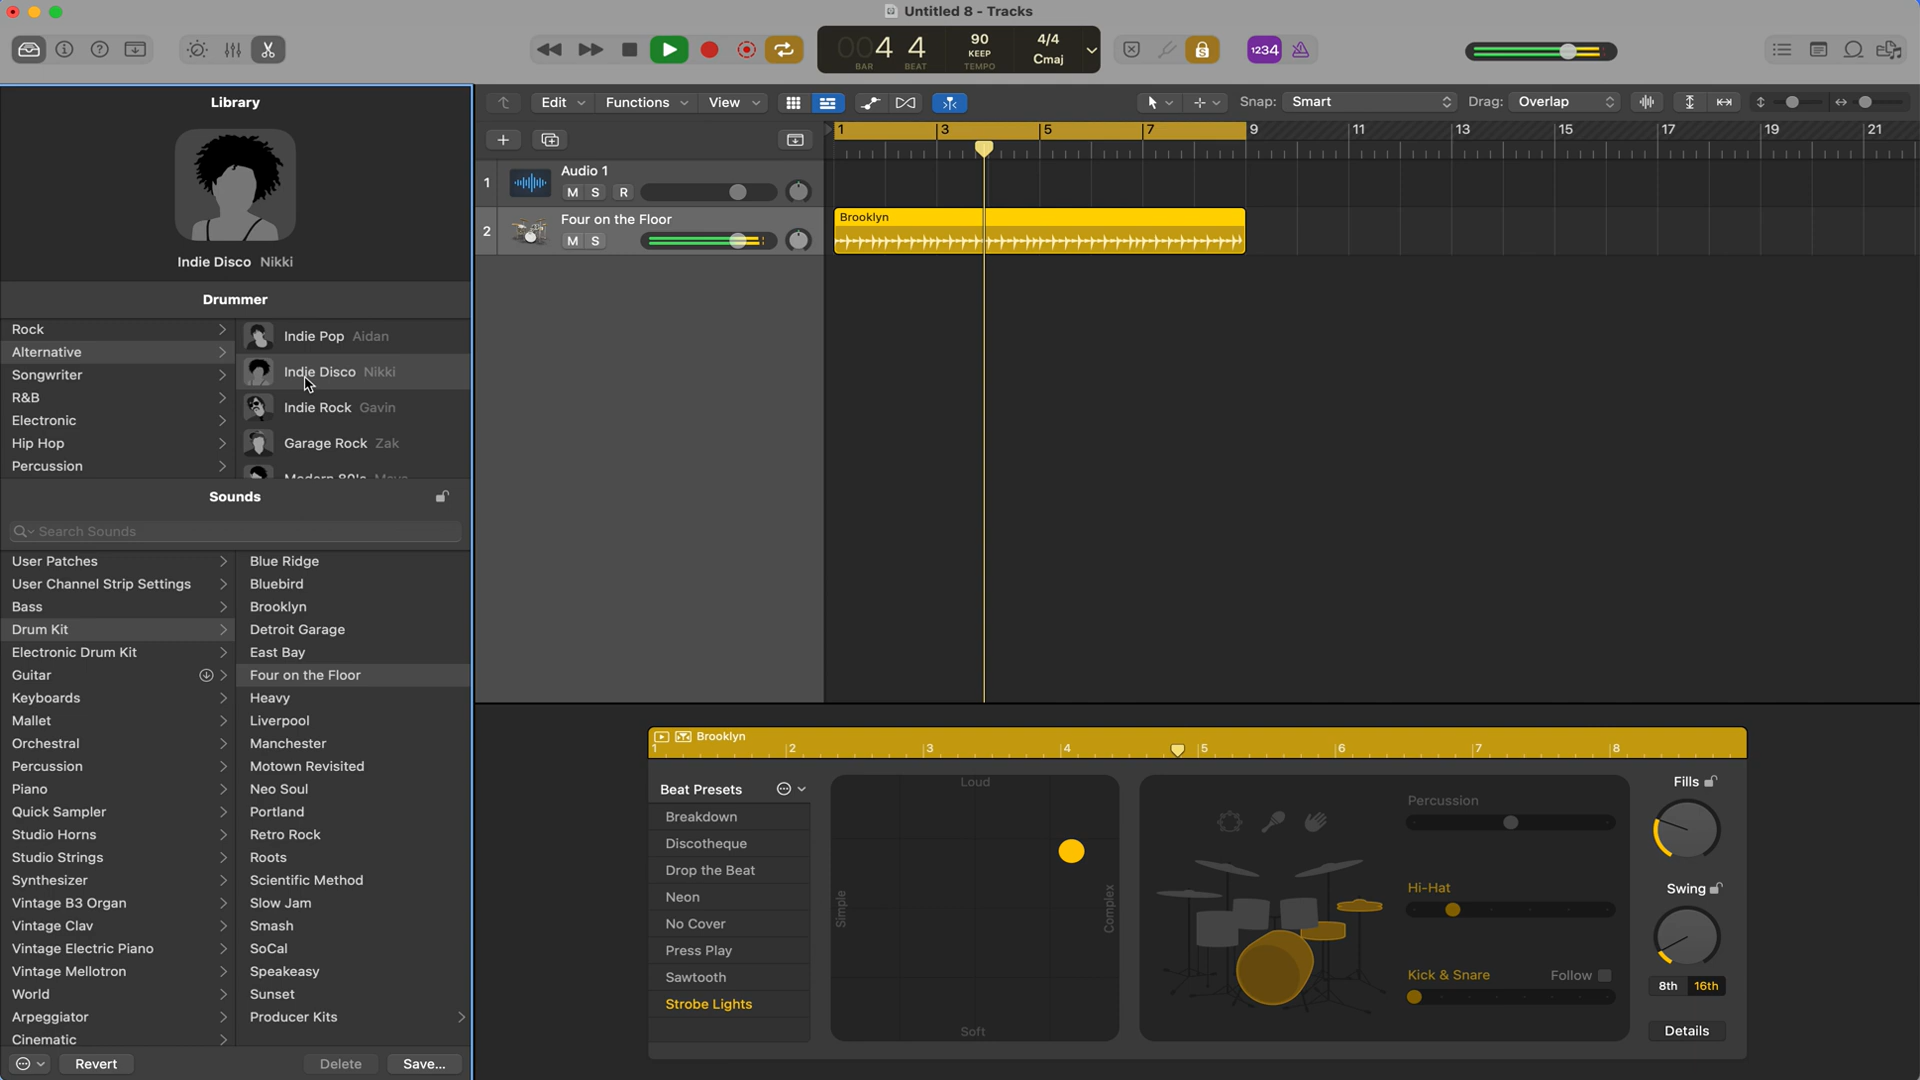 Untitled 8 - Tracks
004 4
BAR BEAT
90
KEEP
TEMPO
4/4
Cmaj
1234
Library
Indie Disco Nikki
Drummer
Rock
Alternative
Songwriter
R&B
Electronic
Hip Hop
Percussion
Indie Pop Aidan
Indie Disco Nikki
Indie Rock Gavin
Garage Rock Zak
Sounds
Search Sounds
User Patches
User Channel Strip Settings
Bass
Drum Kit
Electronic Drum Kit
Guitar
Keyboards
Mallet
Orchestral
Percussion
Piano
Quick Sampler
Studio Horns
Studio Strings
Synthesizer
Vintage B3 Organ
Vintage Clav
Vintage Electric Piano
Vintage Mellotron
World
Arpeggiator
Cinematic
Blue Ridge
Bluebird
Brooklyn
Detroit Garage
East Bay
Four on the Floor
Heavy
Liverpool
Manchester
Motown Revisited
Neo Soul
Portland
Retro Rock
Roots
Scientific Method
Slow Jam
Smash
SoCal
Speakeasy
Sunset
Producer Kits
Revert Delete Save...
Edit Functions View Snap: Smart Drag: Overlap
1 3 5 7 9 11 13 15 17 19 21
1 Audio 1
M S R
2 Four on the Floor
M S
Brooklyn
Brooklyn
1 2 3 4 5 6 7 8
Beat Presets
Breakdown
Discotheque
Drop the Beat
Neon
No Cover
Press Play
Sawtooth
Strobe Lights
Loud
Simple
Complex
Soft
Percussion
Hi-Hat
Kick & Snare Follow
Fills
Swing
8th 16th
Details